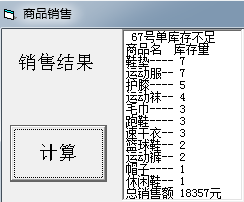 商品销售
销售结果
计算
67号单库存不足
商品名 库存量
鞋垫---- 7
运动服-- 7
护膝---- 5
运动袜-- 4
毛巾---- 3
跑鞋---- 3
速干衣-- 3
篮球鞋-- 2
运动裤-- 2
帽子---- 1
休闲鞋-- 1
总销售额 18357元